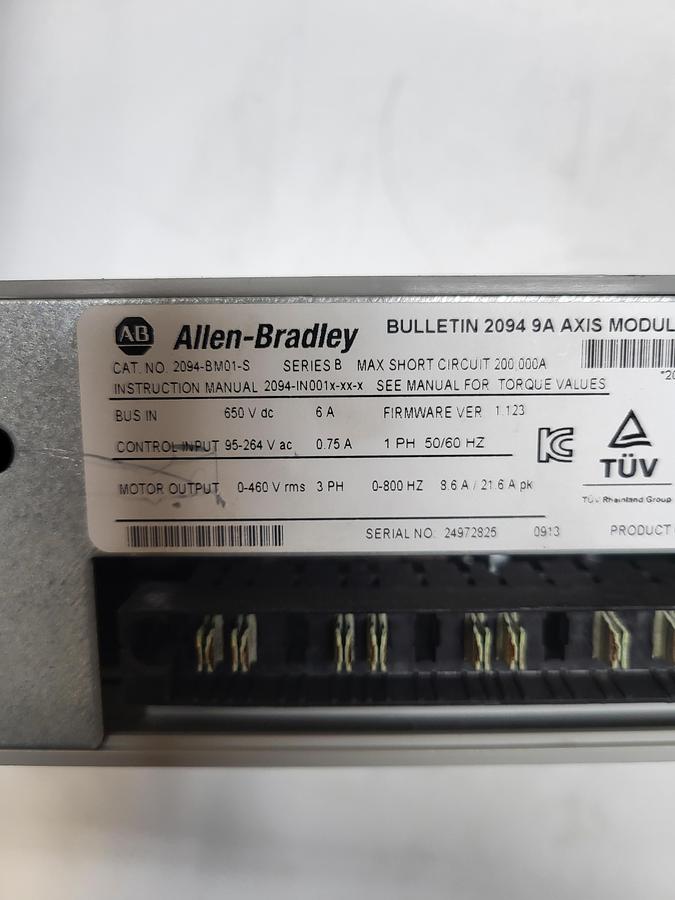 AB Allen-Bradley BULLETIN 2094 9A AXIS MODUL
CAT. NO. 2094-BM01-S SERIES B MAX SHORT CIRCUIT 200,000A
INSTRUCTION MANUAL 2094-IN001x-xx-x SEE MANUAL FOR TORQUE VALUES
*20
BUS IN 650 V dc 6 A FIRMWARE VER 1.123
CONTROL INPUT 95-264 V ac 0.75 A 1 PH 50/60 HZ
MOTOR OUTPUT 0-460 V rms 3 PH 0-800 HZ 8.6 A / 21.6 A pk
KC
TÜV
TÜV Rheinland Group
SERIAL NO: 24972825 0913 PRODUCT